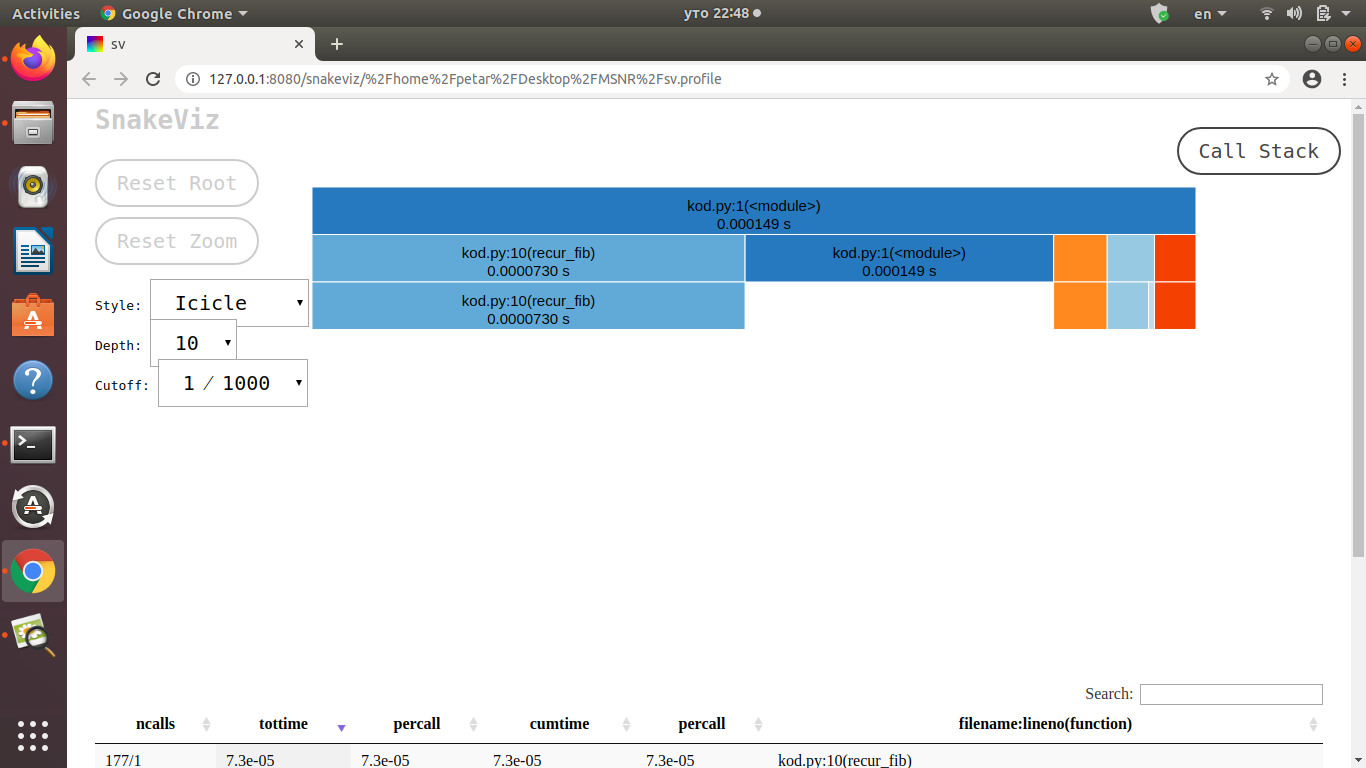 Activities
Google Chrome
уто 22:48
en
sv
127.0.0.1:8080/snakeviz/%2Fhome%2Fpetar%2FDesktop%2FMSNR%2Fsv.profile
SnakeViz
Call Stack
Reset Root
Reset Zoom
kod.py:1(<module>)
0.000149 s
kod.py:10(recur_fib)
0.0000730 s
kod.py:1(<module>)
0.000149 s
kod.py:10(recur_fib)
0.0000730 s
Style: Icicle
Depth: 10
Cutoff: 1 / 1000
Search:
ncalls tottime percall cumtime percall filename:lineno(function)
177/1 7.3e-05 7.3e-05 7.3e-05 7.3e-05 kod.py:10(recur_fib)